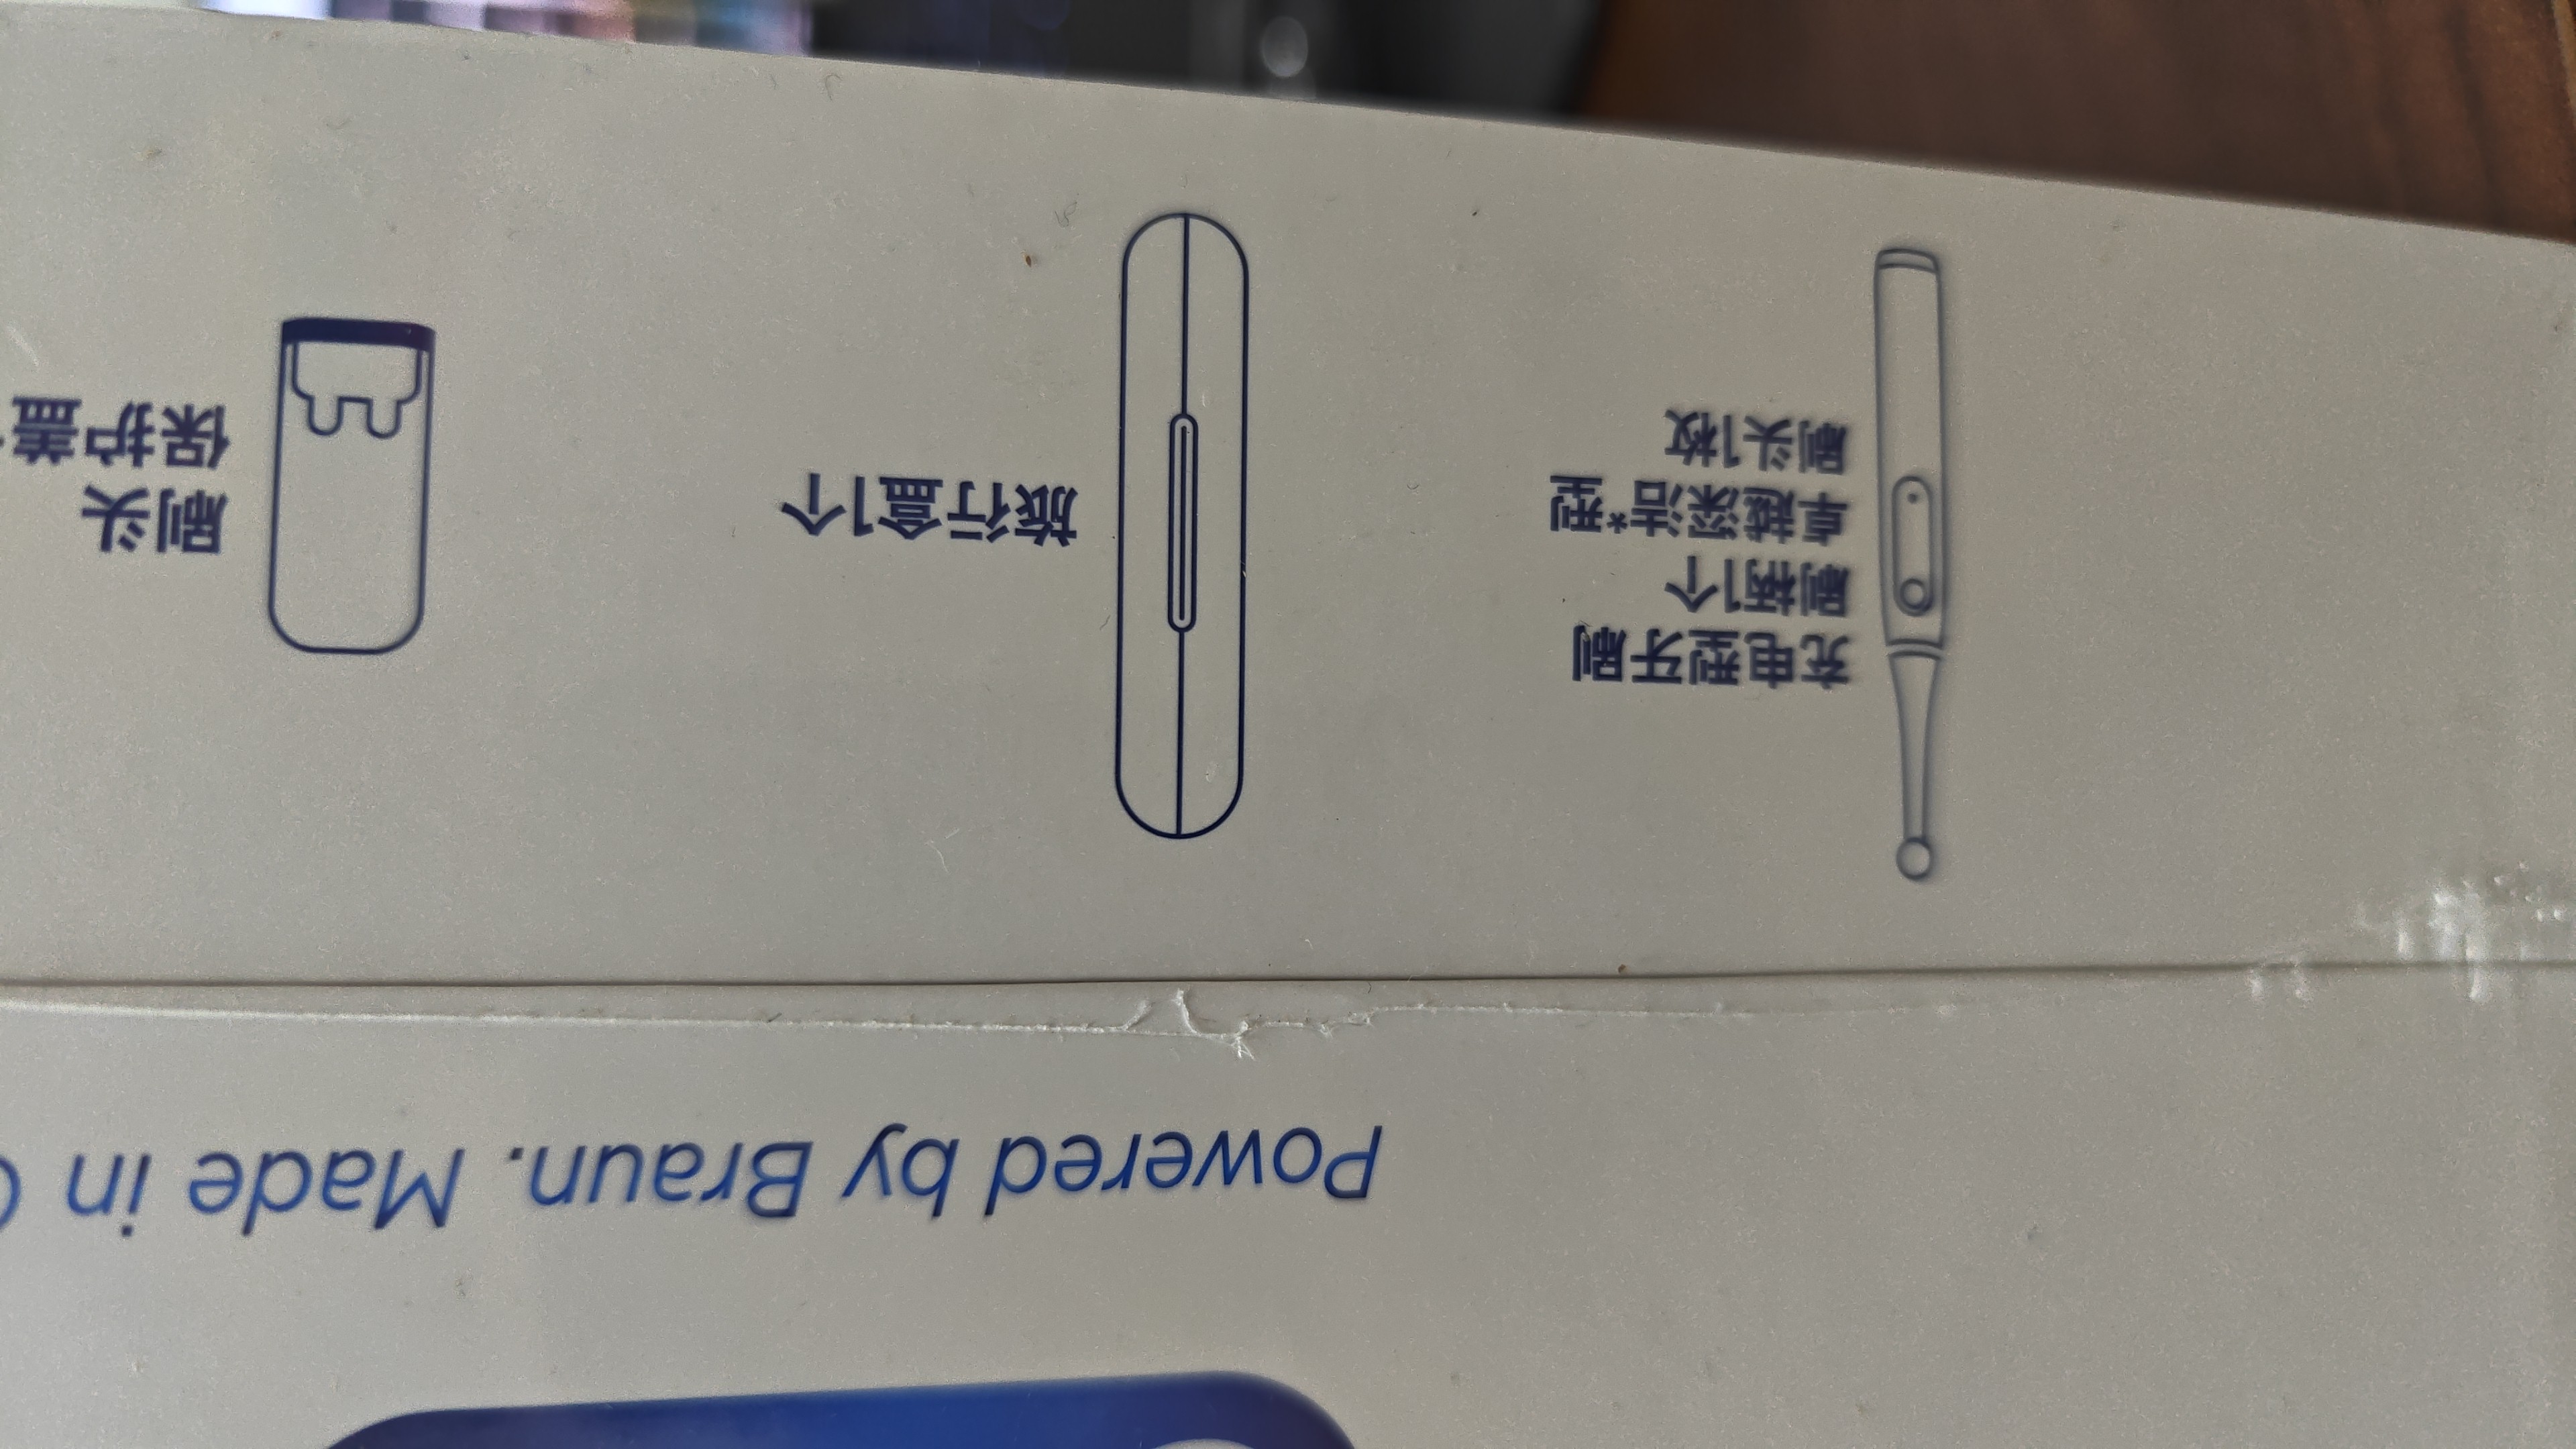 Powered by Braun. Made in
充电型牙刷
刷柄1个
卓越深洁*型
刷头1枚
旅行盒1个
刷头
保护盖